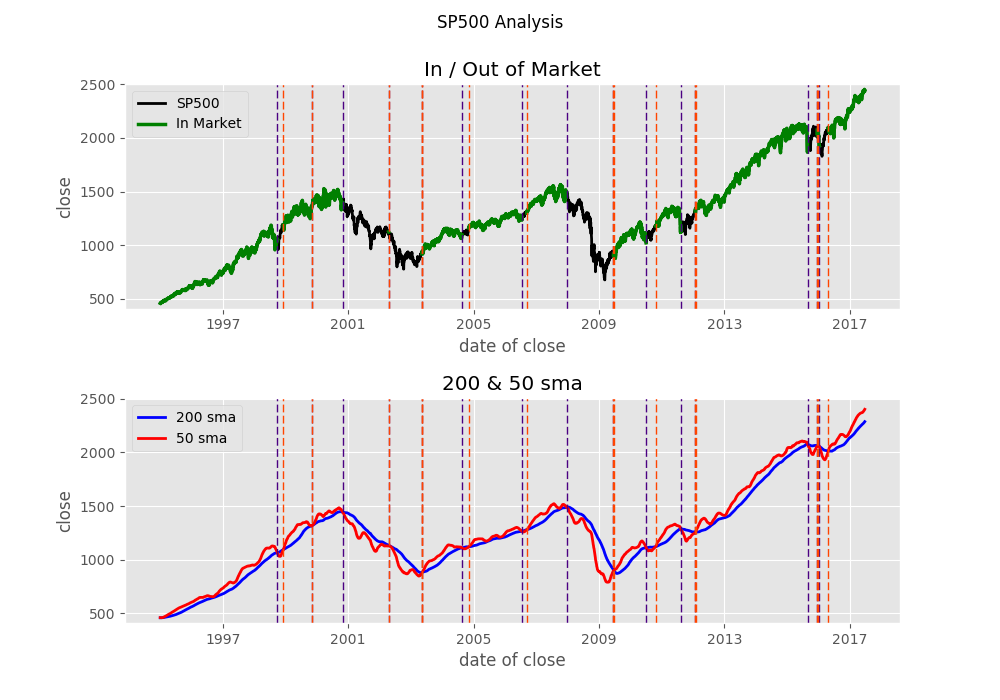 SP500 Analysis
In / Out of Market
2500
2000
1500
1000
500
close
SP500
In Market
1997 2001 2005 2009 2013 2017
date of close
200 & 50 sma
2500
2000
1500
1000
500
close
200 sma
50 sma
1997 2001 2005 2009 2013 2017
date of close